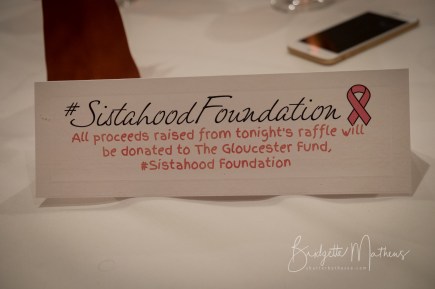 #SistahoodFoundation
All proceeds raised from tonight's raffle will
be donated to The Gloucester Fund,
#Sistahood Foundation
Bridgette Mathews